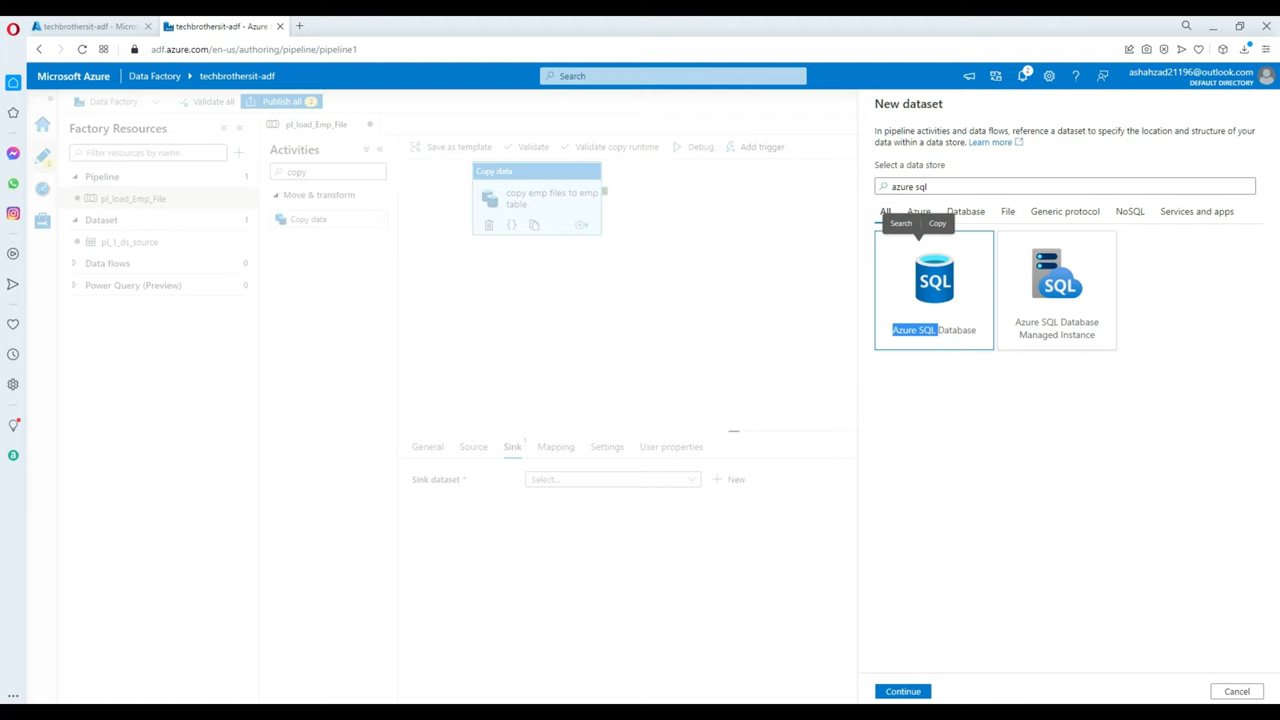 techbrothersit-adf - Micros
techbrothersit-adf - Azure
adf.azure.com/en-us/authoring/pipeline/pipeline1
Microsoft Azure
Data Factory
techbrothersit-adf
Search
2
ashahzad21196@outlook.com
DEFAULT DIRECTORY
Data Factory
Validate all
Publish all
2
Factory Resources
Filter resources by name
Pipeline
1
pl_load_Emp_File
Dataset
1
pl_1_ds_source
Data flows
0
Power Query (Preview)
0
pl_load_Emp_File
Activities
copy
Move & transform
Copy data
Save as template
Validate
Validate copy runtime
Debug
Add trigger
Copy data
copy emp files to emp
table
General
Source
Sink
1
Mapping
Settings
User properties
Sink dataset *
Select...
New
New dataset
In pipeline activities and data flows, reference a dataset to specify the location and structure of your
data within a data store. Learn more
Select a data store
azure sql
All
Azure
Database
File
Generic protocol
NoSQL
Services and apps
Search
Copy
SQL
Azure SQL Database
SQL
Azure SQL Database
Managed Instance
Continue
Cancel